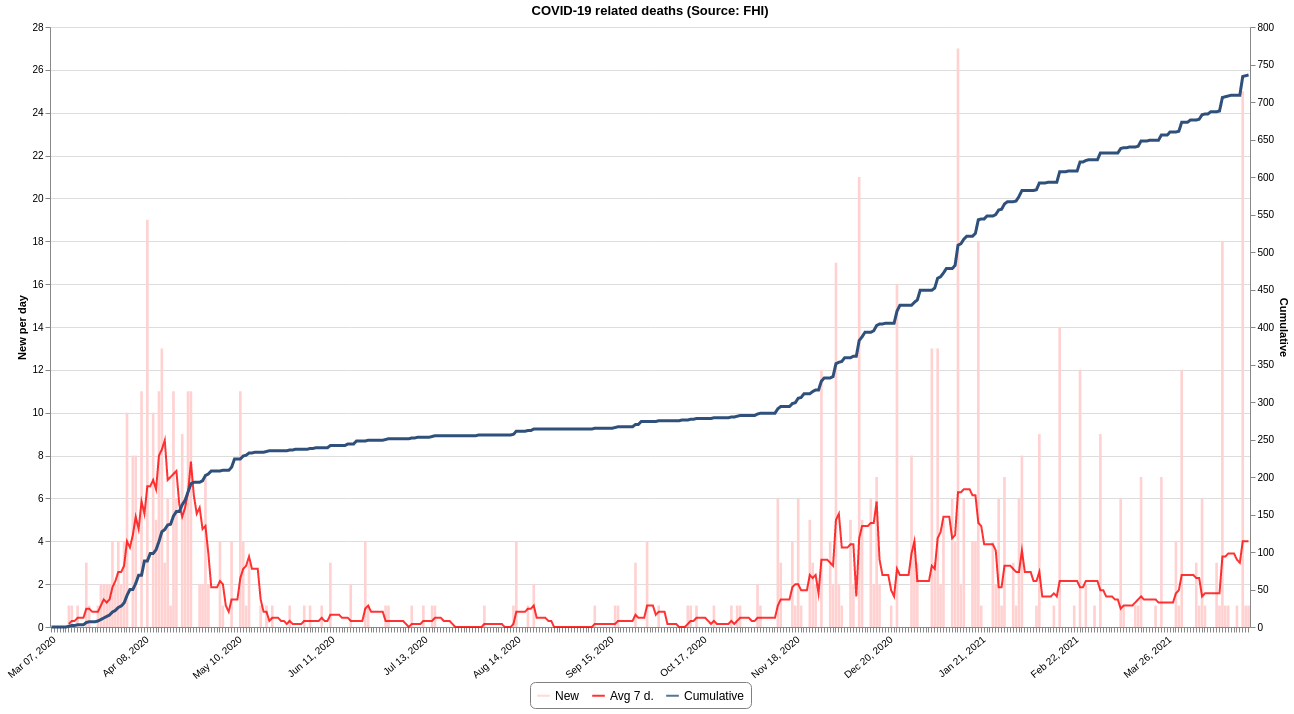 COVID-19 related deaths (Source: FHI)
28
26
24
22
20
18
16
14
12
10
8
6
4
2
0
New per day
800
750
700
650
600
550
500
450
400
350
300
250
200
150
100
50
0
Cumulative
Mar 07, 2020
Apr 08, 2020
May 10, 2020
Jun 11, 2020
Jul 13, 2020
Aug 14, 2020
Sep 15, 2020
Oct 17, 2020
Nov 18, 2020
Dec 20, 2020
Jan 21, 2021
Feb 22, 2021
Mar 26, 2021
New Avg 7 d. Cumulative